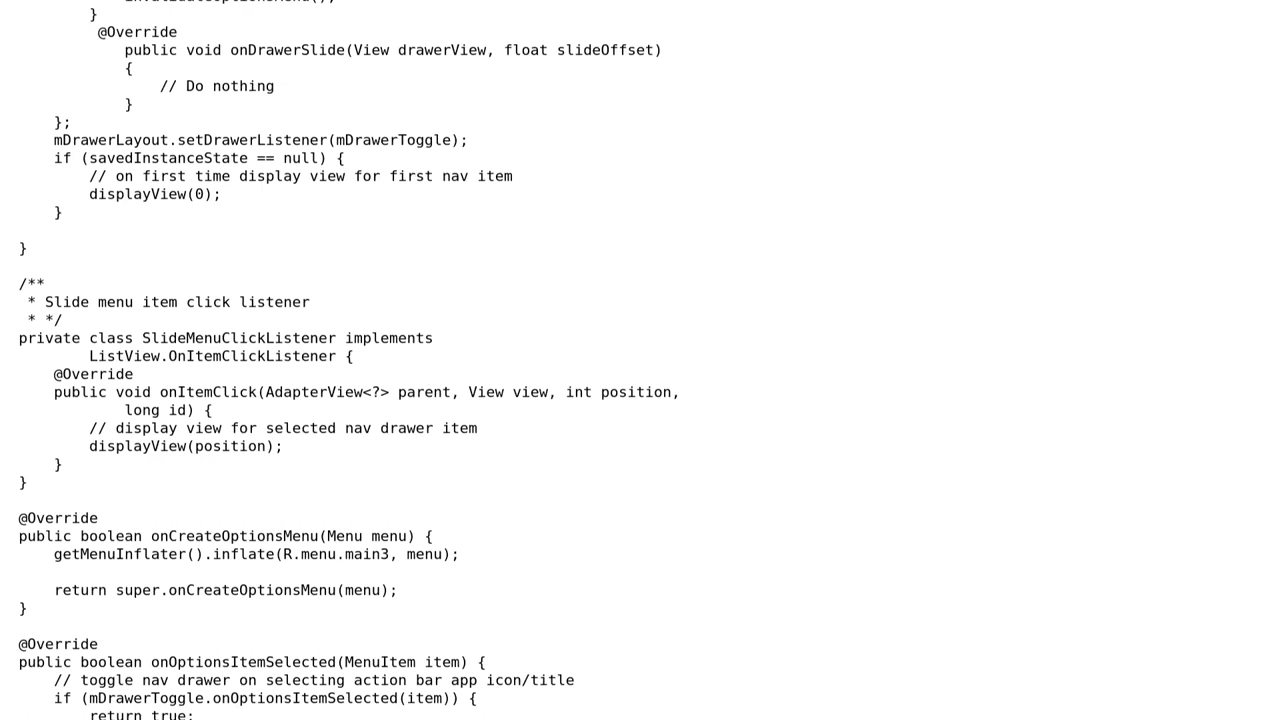 }
@Override
public void onDrawerSlide(View drawerView, float slideOffset)
{
// Do nothing
}
};
mDrawerLayout.setDrawerListener(mDrawerToggle);
if (savedInstanceState == null) {
// on first time display view for first nav item
displayView(0);
}
}
/**
* Slide menu item click listener
* */
private class SlideMenuClickListener implements
ListView.OnItemClickListener {
@Override
public void onItemClick(AdapterView<?> parent, View view, int position,
long id) {
// display view for selected nav drawer item
displayView(position);
}
}
@Override
public boolean onCreateOptionsMenu(Menu menu) {
getMenuInflater().inflate(R.menu.main3, menu);
return super.onCreateOptionsMenu(menu);
}
@Override
public boolean onOptionsItemSelected(MenuItem item) {
// toggle nav drawer on selecting action bar app icon/title
if (mDrawerToggle.onOptionsItemSelected(item)) {
return true;